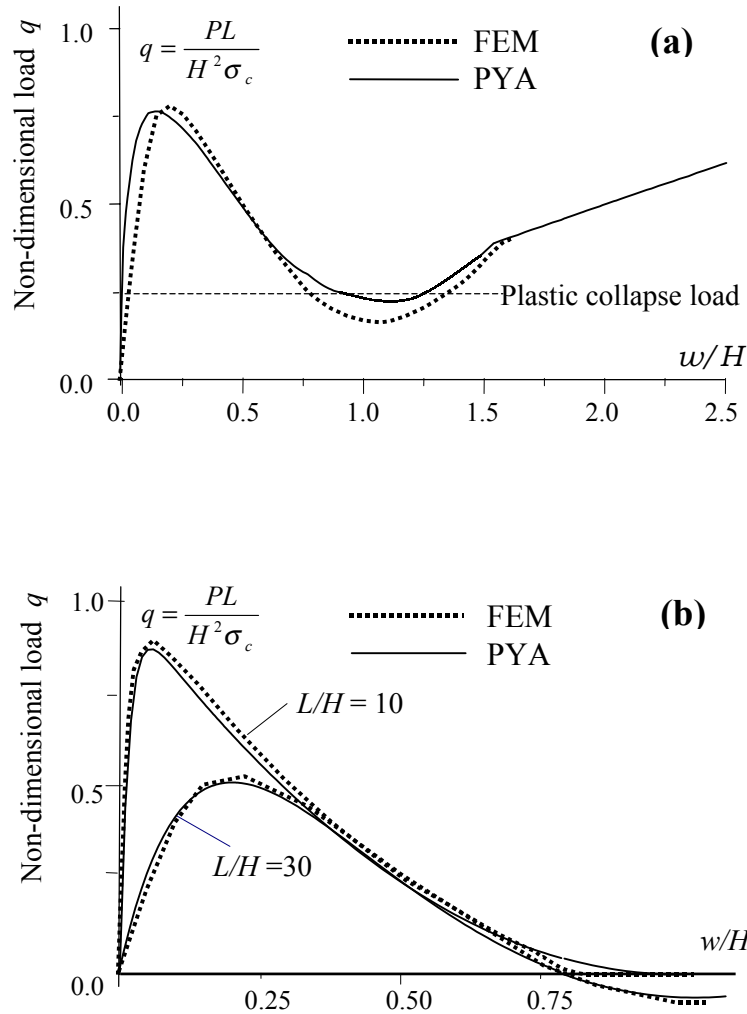 1.0
Non-dimensional load q
q = PL / H²σc
FEM
PYA
(a)
0.5
Plastic collapse load
w/H
0.0
0.0 0.5 1.0 1.5 2.0 2.5
1.0
Non-dimensional load q
q = PL / H²σc
FEM
PYA
(b)
L/H = 10
0.5
L/H =30
w/H
0.0
0.25 0.50 0.75